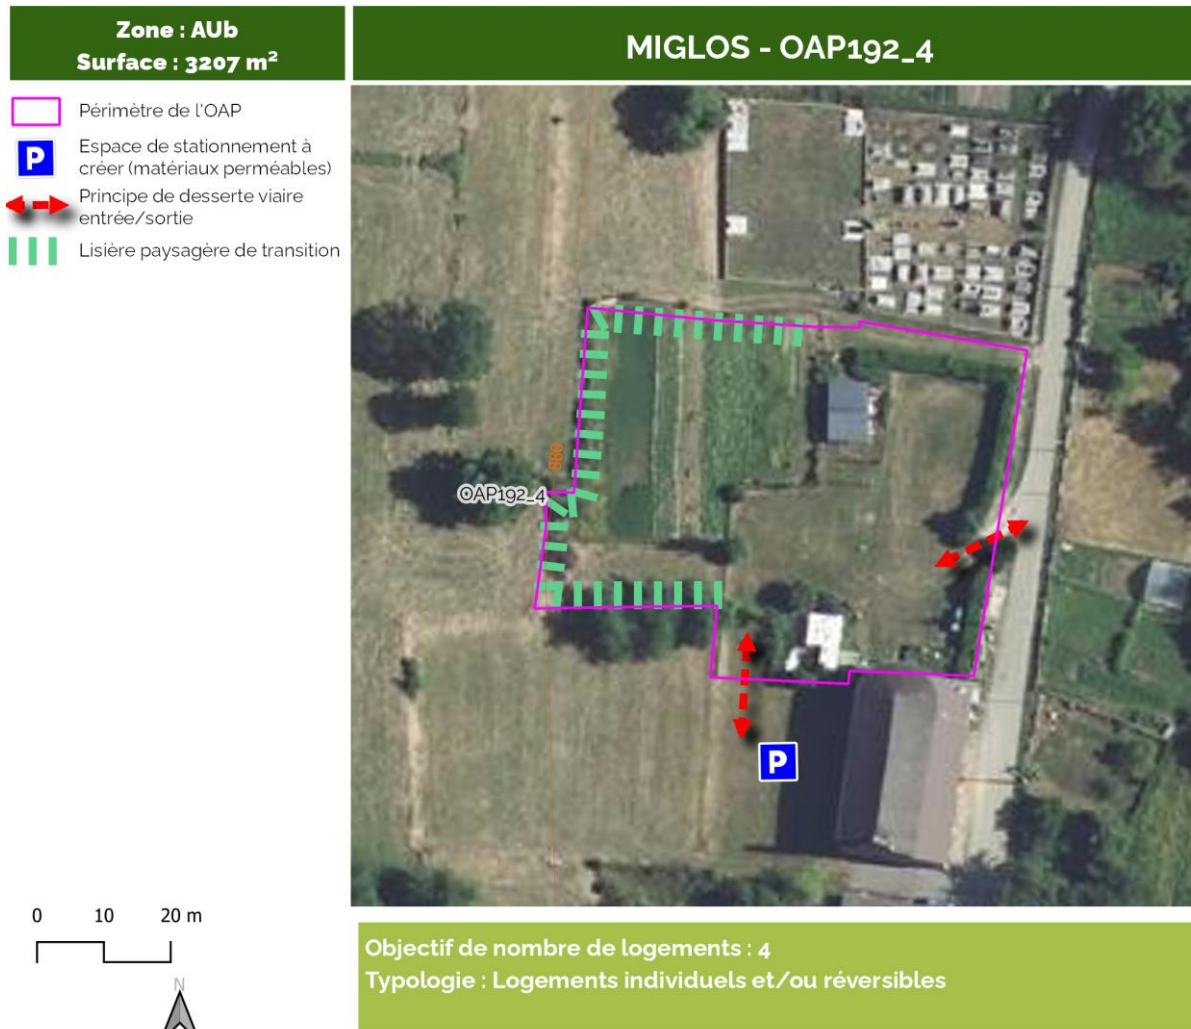 Zone : AUb
Surface : 3207 m²
MIGLOS - OAP192_4
Périmètre de l'OAP
P
Espace de stationnement à
créer (matériaux perméables)
Principe de desserte viaire
entrée/sortie
Lisière paysagère de transition
880
OAP192_4
P
0 10 20 m
N
Objectif de nombre de logements : 4
Typologie : Logements individuels et/ou réversibles